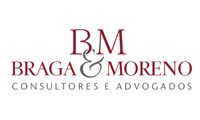 BM
BRAGA & MORENO
CONSULTORES E ADVOGADOS